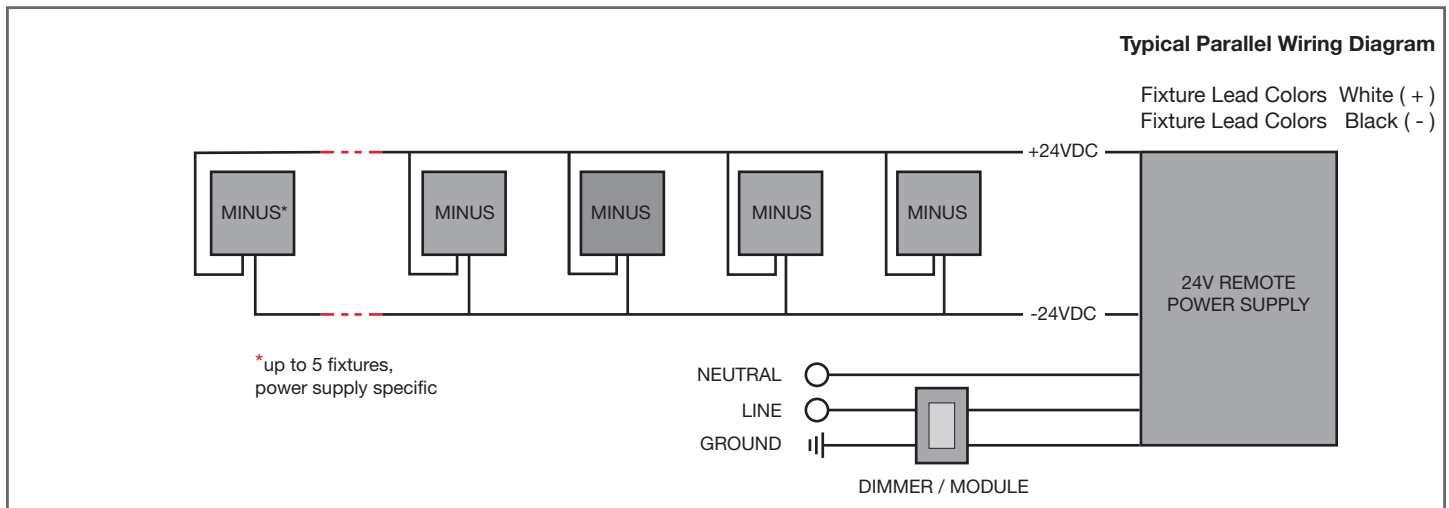 Typical Parallel Wiring Diagram
Fixture Lead Colors White ( + )
Fixture Lead Colors Black ( - )
+24VDC
MINUS*
MINUS
MINUS
MINUS
MINUS
24V REMOTE
POWER SUPPLY
-24VDC
*up to 5 fixtures,
power supply specific
NEUTRAL
LINE
GROUND
DIMMER / MODULE